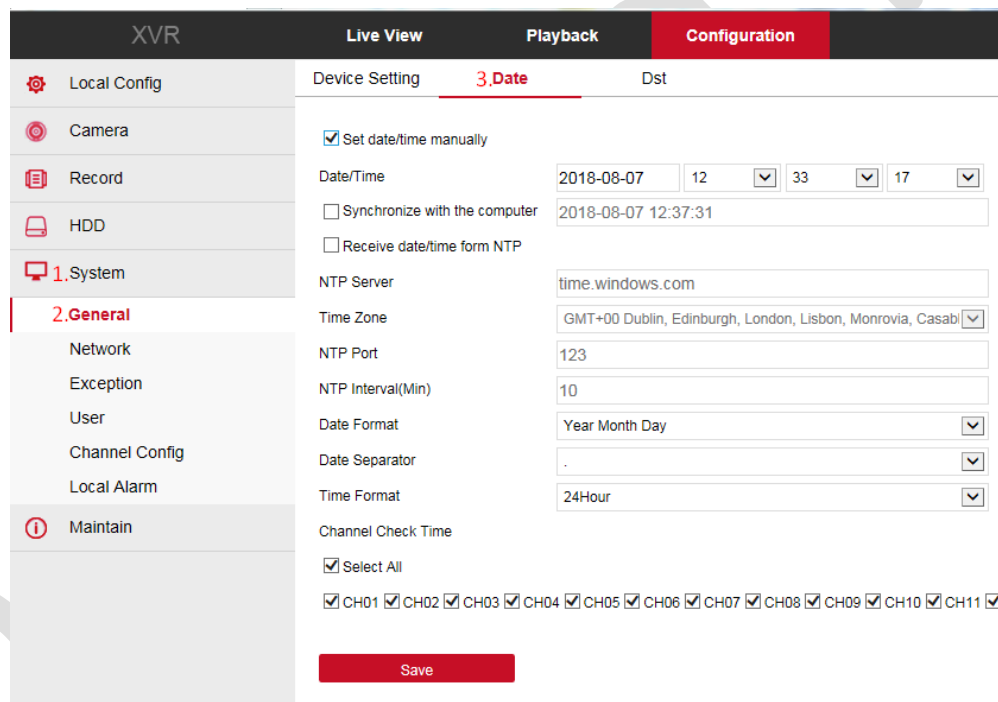 XVR Live View Playback Configuration
Local Config
Camera
Record
HDD
1.System
2.General
Network
Exception
User
Channel Config
Local Alarm
Maintain
Device Setting 3.Date Dst
Set date/time manually
Date/Time 2018-08-07 12 33 17
Synchronize with the computer 2018-08-07 12:37:31
Receive date/time form NTP
NTP Server time.windows.com
Time Zone GMT+00 Dublin, Edinburgh, London, Lisbon, Monrovia, Casabl
NTP Port 123
NTP Interval(Min) 10
Date Format Year Month Day
Date Separator .
Time Format 24Hour
Channel Check Time
Select All
CH01 CH02 CH03 CH04 CH05 CH06 CH07 CH08 CH09 CH10 CH11
Save